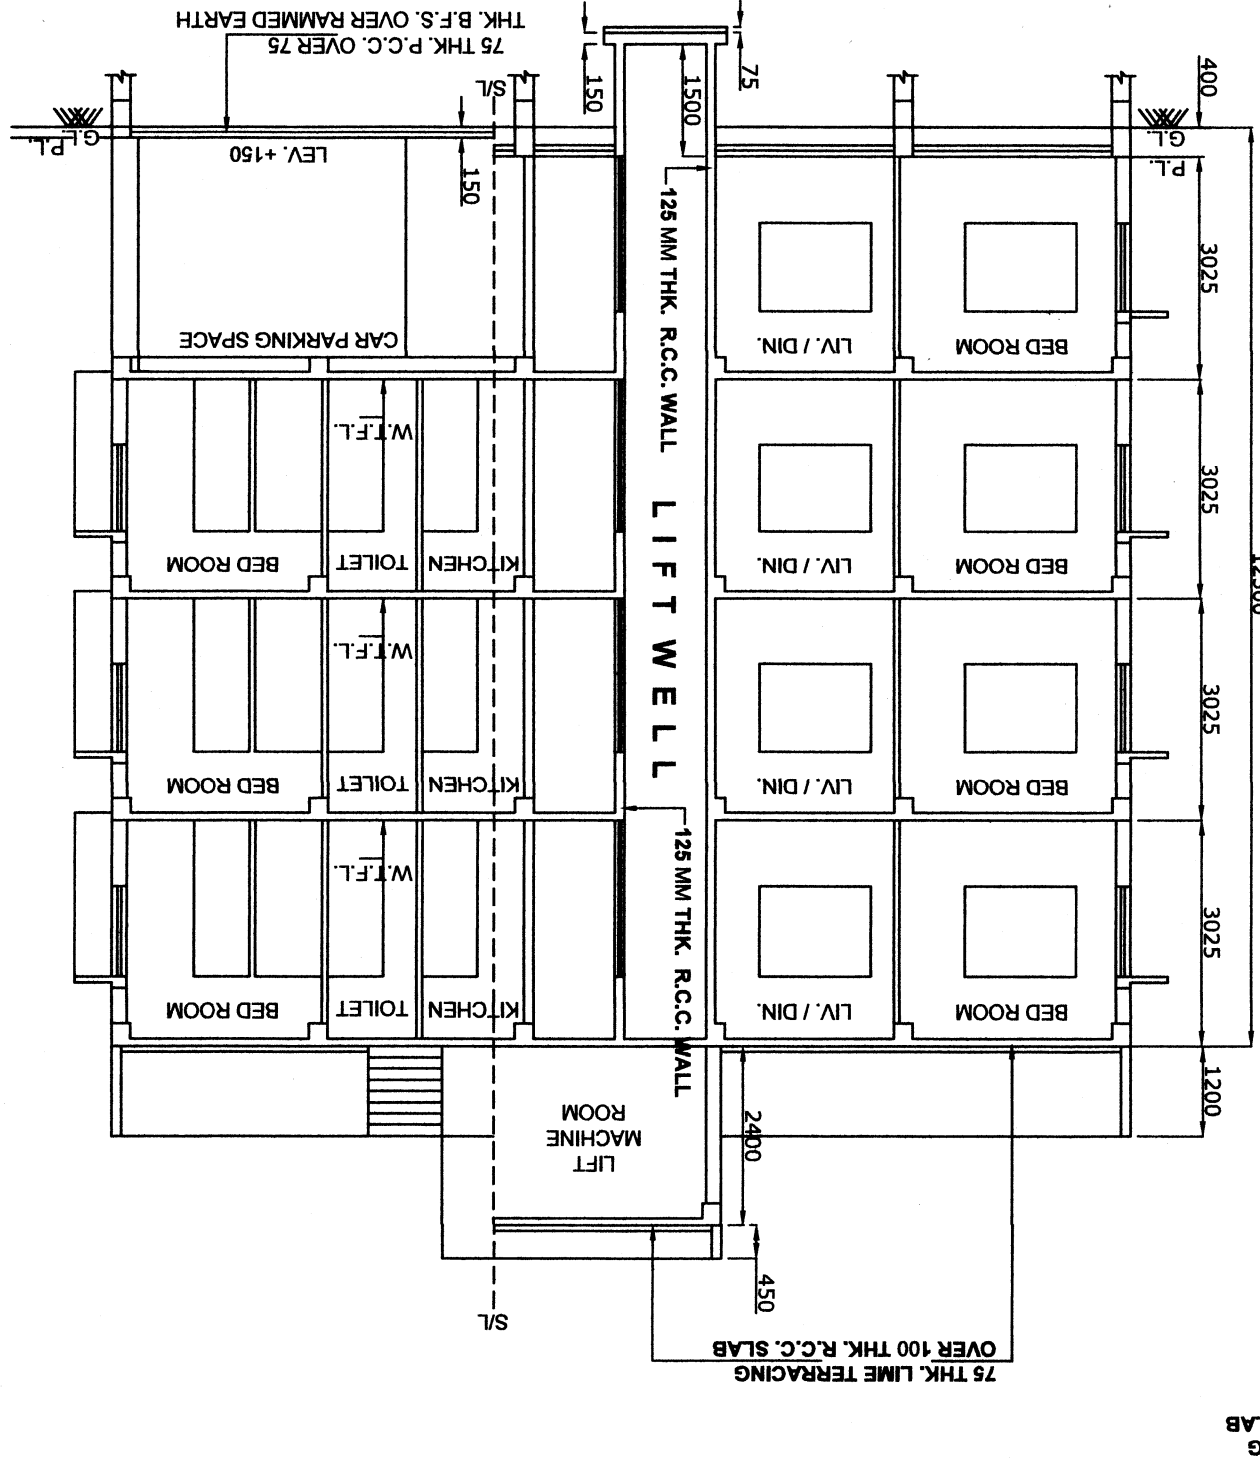 G
LAB
75 THK. LIME TERRACING
OVER 100 THK. R.C.C. SLAB
S/L
450
LIFT
MACHINE
ROOM
2400
1200
BED ROOM
LIV. / DIN.
KITCHEN
TOILET
BED ROOM
3025
125 MM THK. R.C.C. WALL
W.T.F.L.
BED ROOM
LIV. / DIN.
KITCHEN
TOILET
BED ROOM
3025
LIFT WELL
W.T.F.L.
BED ROOM
LIV. / DIN.
KITCHEN
TOILET
BED ROOM
3025
125 MM THK. R.C.C. WALL
W.T.F.L.
BED ROOM
LIV. / DIN.
CAR PARKING SPACE
3025
150
LEV. +150
P.L.
G.L.
P.L.
G.L.
400
1500
75
150
S/L
75 THK. P.C.C. OVER 75
THK. B.F.S. OVER RAMMED EARTH